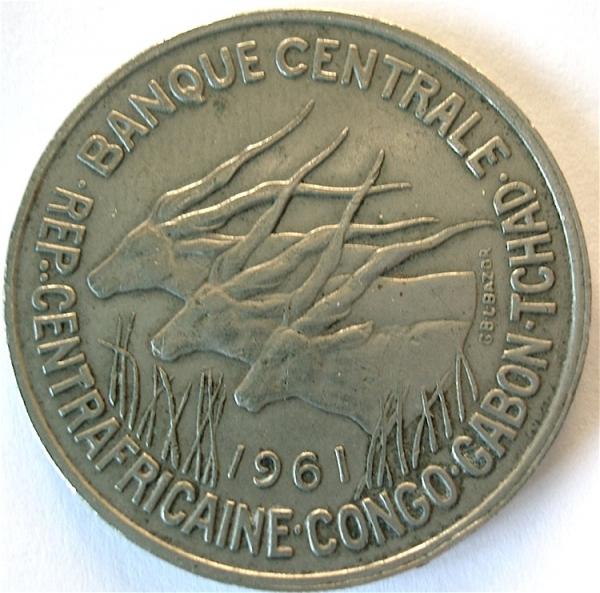 BANQUE CENTRALE
REP. CENTRAFRICAINE · CONGO · GABON · TCHAD ·
G.B.L.BAZOR
1961